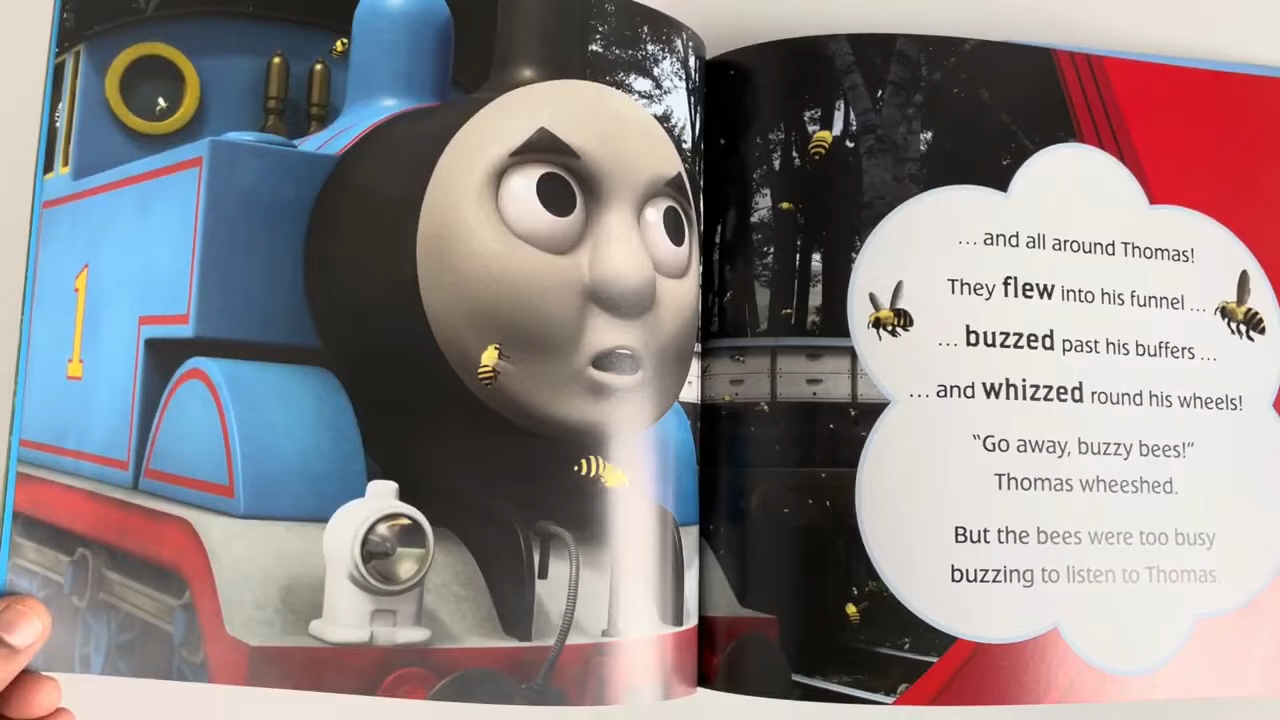 1
… and all around Thomas!
They flew into his funnel …
… buzzed past his buffers …
… and whizzed round his wheels!
“Go away, buzzy bees!”
Thomas wheeshed.
But the bees were too busy
buzzing to listen to Thomas.